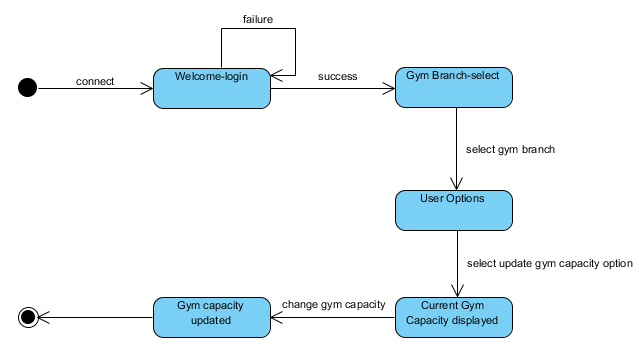 failure
connect
Welcome-login
success
Gym Branch-select
select gym branch
User Options
select update gym capacity option
Gym capacity
updated
change gym capacity
Current Gym
Capacity displayed